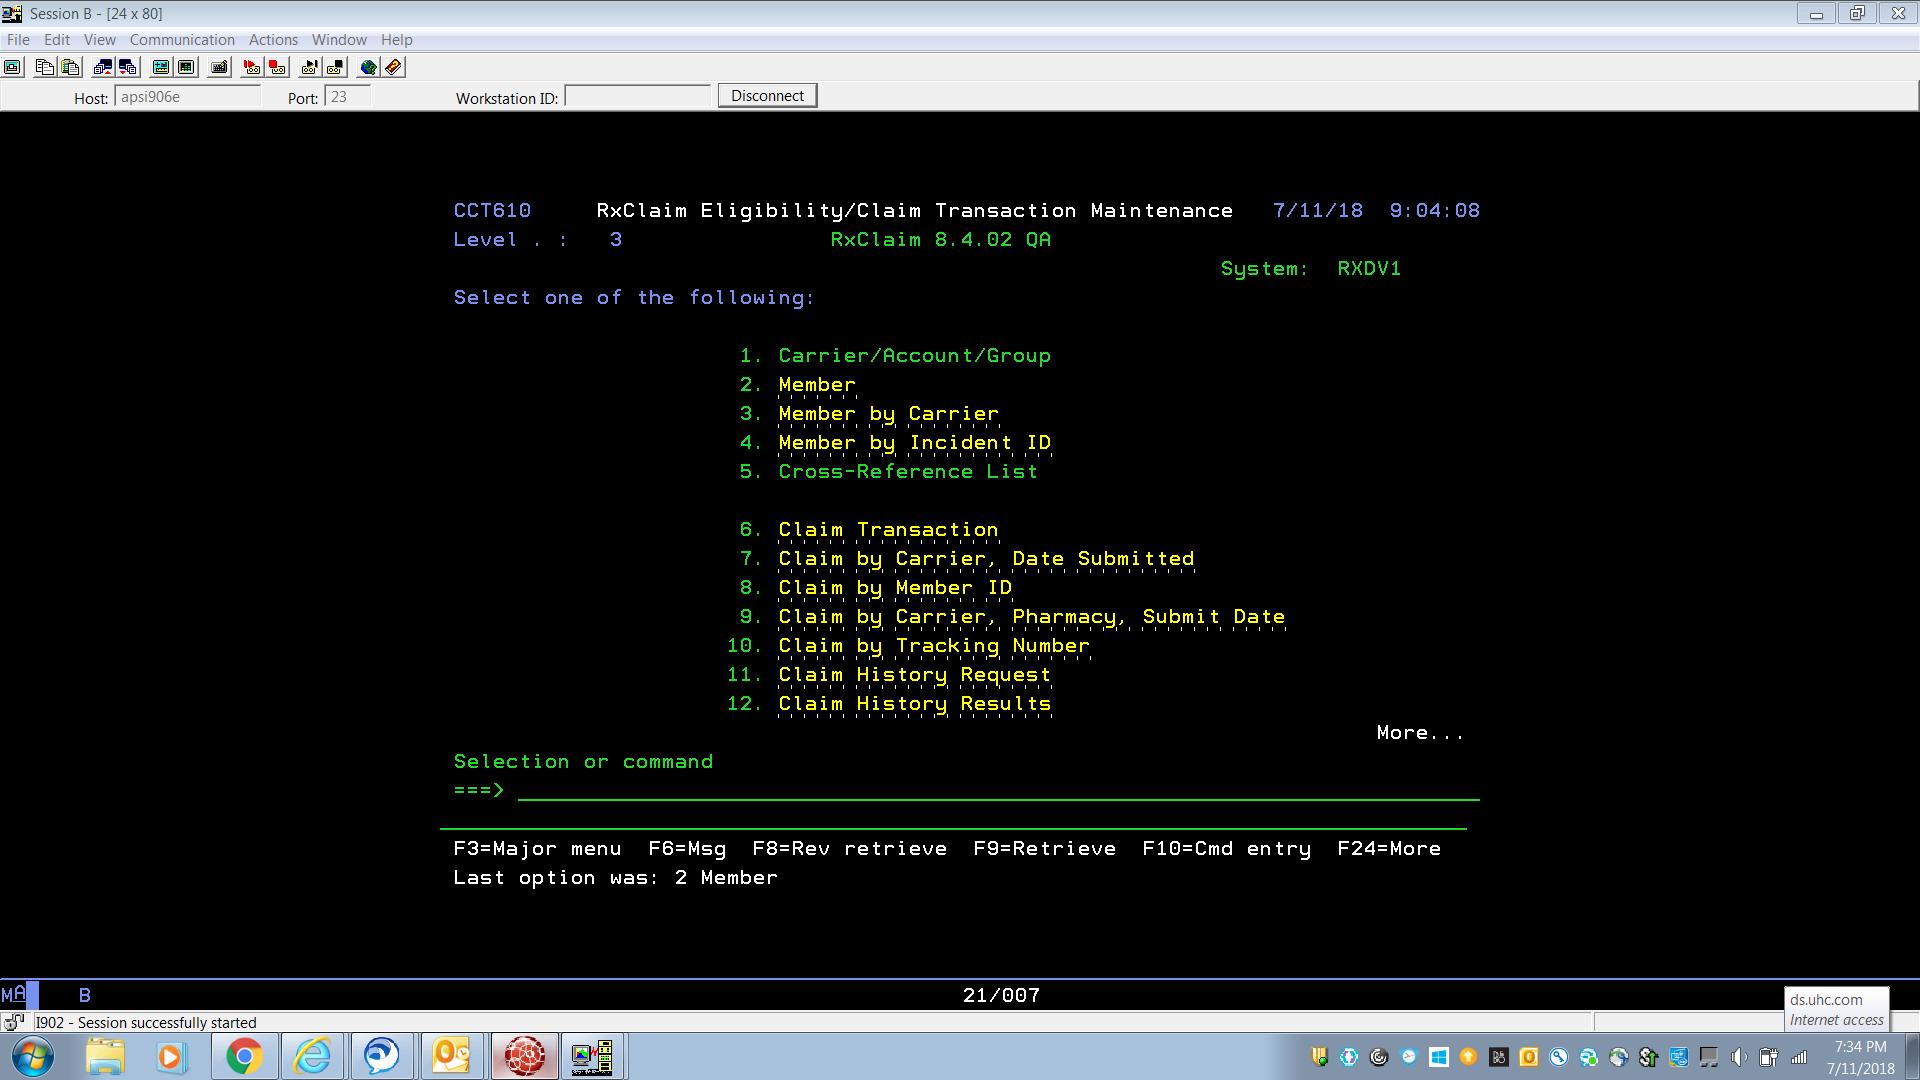 Session B - [24 x 80]
File Edit View Communication Actions Window Help
Host: apsi906e Port: 23 Workstation ID: Disconnect
CCT610 RxClaim Eligibility/Claim Transaction Maintenance 7/11/18 9:04:08
Level . : 3 RxClaim 8.4.02 QA
System: RXDV1
Select one of the following:
1. Carrier/Account/Group
2. Member
3. Member by Carrier
4. Member by Incident ID
5. Cross-Reference List
6. Claim Transaction
7. Claim by Carrier, Date Submitted
8. Claim by Member ID
9. Claim by Carrier, Pharmacy, Submit Date
10. Claim by Tracking Number
11. Claim History Request
12. Claim History Results
More...
Selection or command
===>
F3=Major menu F6=Msg F8=Rev retrieve F9=Retrieve F10=Cmd entry F24=More
Last option was: 2 Member
MA B 21/007
ds.uhc.com
Internet access
I902 - Session successfully started
7:34 PM
7/11/2018